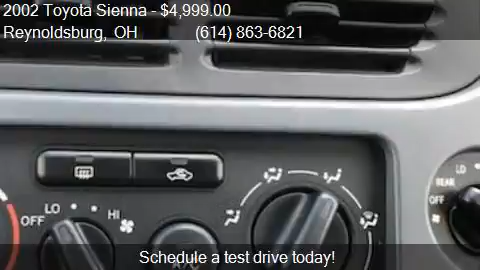 2002 Toyota Sienna - $4,999.00
Reynoldsburg, OH (614) 863-6821
LO
REAR
OFF
LO HI
OFF
A/C
Schedule a test drive today!